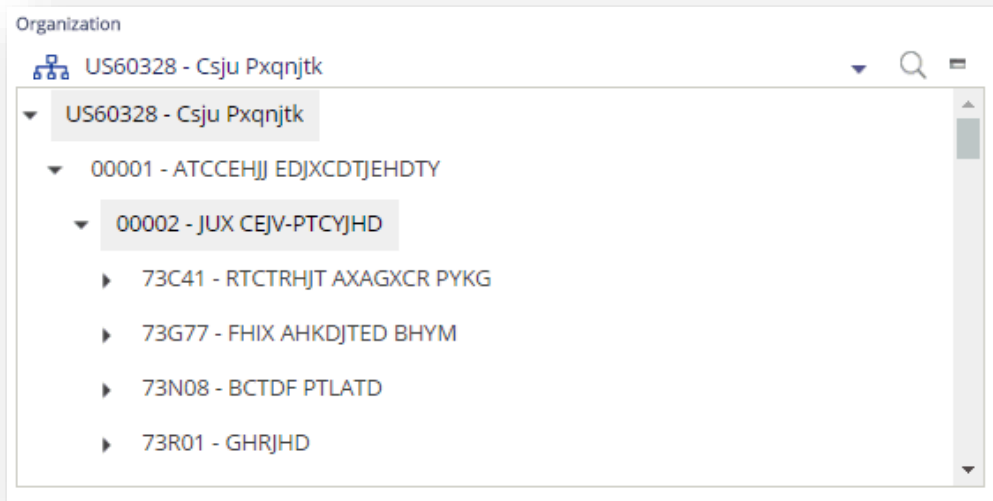 Organization
US60328 - Csju Pxqnjtk
US60328 - Csju Pxqnjtk
00001 - ATCCEHJJ EDJXCDTJEHDTY
00002 - JUX CEJV-PTCYJHD
73C41 - RTCTRHJT AXAGXCR PYKG
73G77 - FHIX AHKDJTED BHYM
73N08 - BCTDF PTLATD
73R01 - GHRJHD